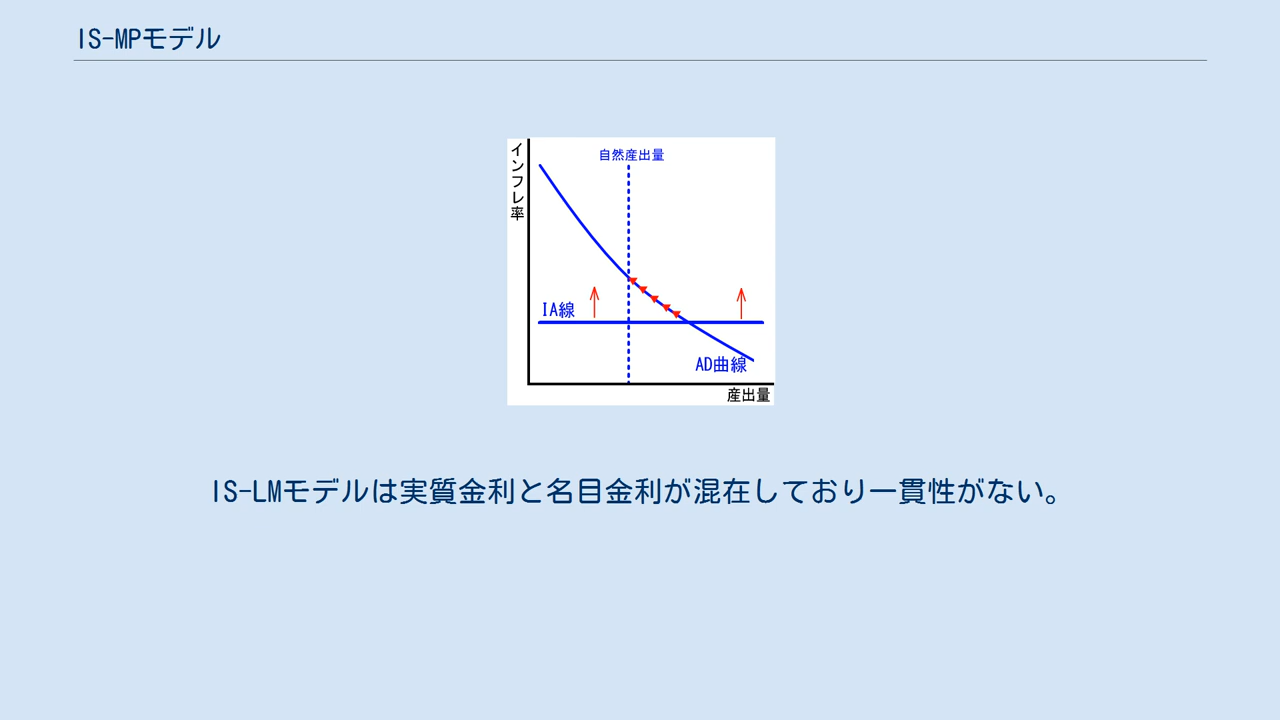 IS-MPモデル
インフレ率
自然産出量
IA線
AD曲線
産出量
IS-LMモデルは実質金利と名目金利が混在しており一貫性がない。